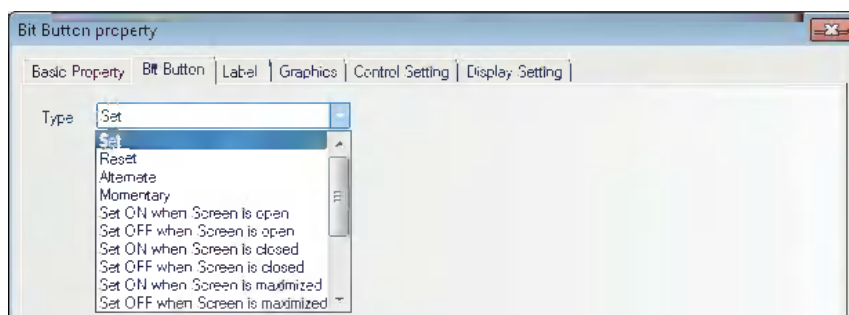 Bit Button property
Basic Property Bit Button Label Graphics Control Setting Display Setting
Type Set
Set
Reset
Alternate
Momentary
Set ON when Screen is open
Set OFF when Screen is open
Set ON when Screen is closed
Set OFF when Screen is closed
Set ON when Screen is maximized
Set OFF when Screen is maximized